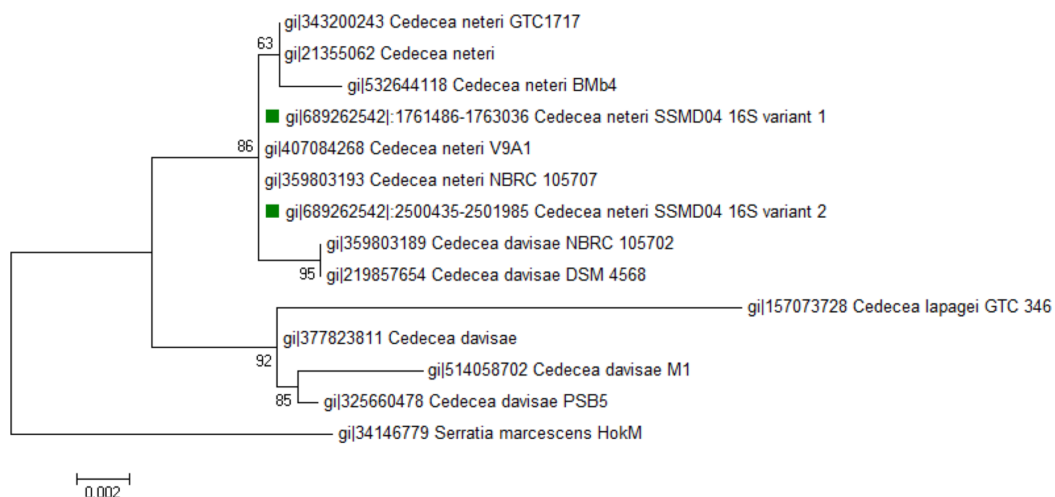 gi|343200243 Cedecea neteri GTC1717
63
gi|21355062 Cedecea neteri
gi|532644118 Cedecea neteri BMb4
gi|689262542|:1761486-1763036 Cedecea neteri SSMD04 16S variant 1
86
gi|407084268 Cedecea neteri V9A1
gi|359803193 Cedecea neteri NBRC 105707
gi|689262542|:2500435-2501985 Cedecea neteri SSMD04 16S variant 2
gi|359803189 Cedecea davisae NBRC 105702
95
gi|219857654 Cedecea davisae DSM 4568
gi|157073728 Cedecea lapagei GTC 346
gi|377823811 Cedecea davisae
92
gi|514058702 Cedecea davisae M1
85
gi|325660478 Cedecea davisae PSB5
gi|34146779 Serratia marcescens HokM
0.002